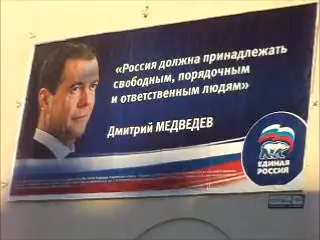 «Россия должна принадлежать
свободным, порядочным
и ответственным людям»
Дмитрий МЕДВЕДЕВ
ЕДИНАЯ
РОССИЯ